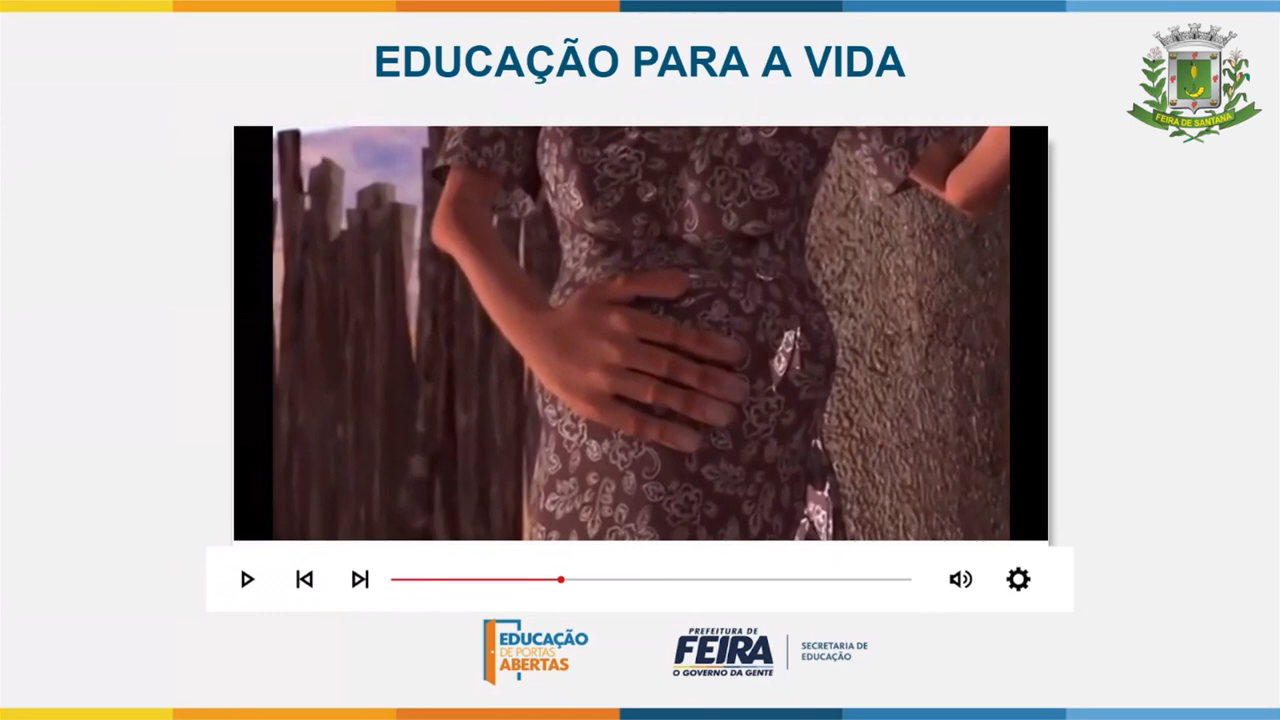 EDUCAÇÃO PARA A VIDA
FEIRA DE SANTANA
EDUCAÇÃO
DE PORTAS
ABERTAS
PREFEITURA DE
FEIRA
O GOVERNO DA GENTE
SECRETARIA DE
EDUCAÇÃO